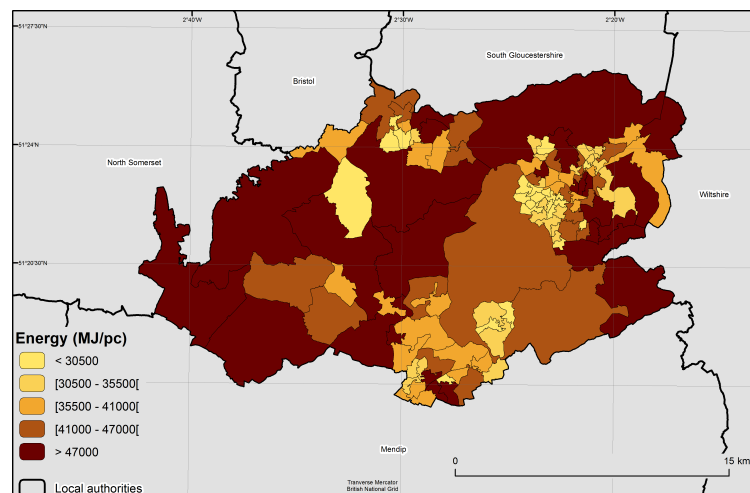 2°40'W
2°30'W
2°20'W
51°27'30"N
South Gloucestershire
Bristol
51°24'N
North Somerset
Wiltshire
51°20'30"N
Energy (MJ/pc)
< 30500
[30500 - 35500[
[35500 - 41000[
[41000 - 47000[
> 47000
Mendip
0
15 km
Tranverse Mercator
British National Grid
Local authorities